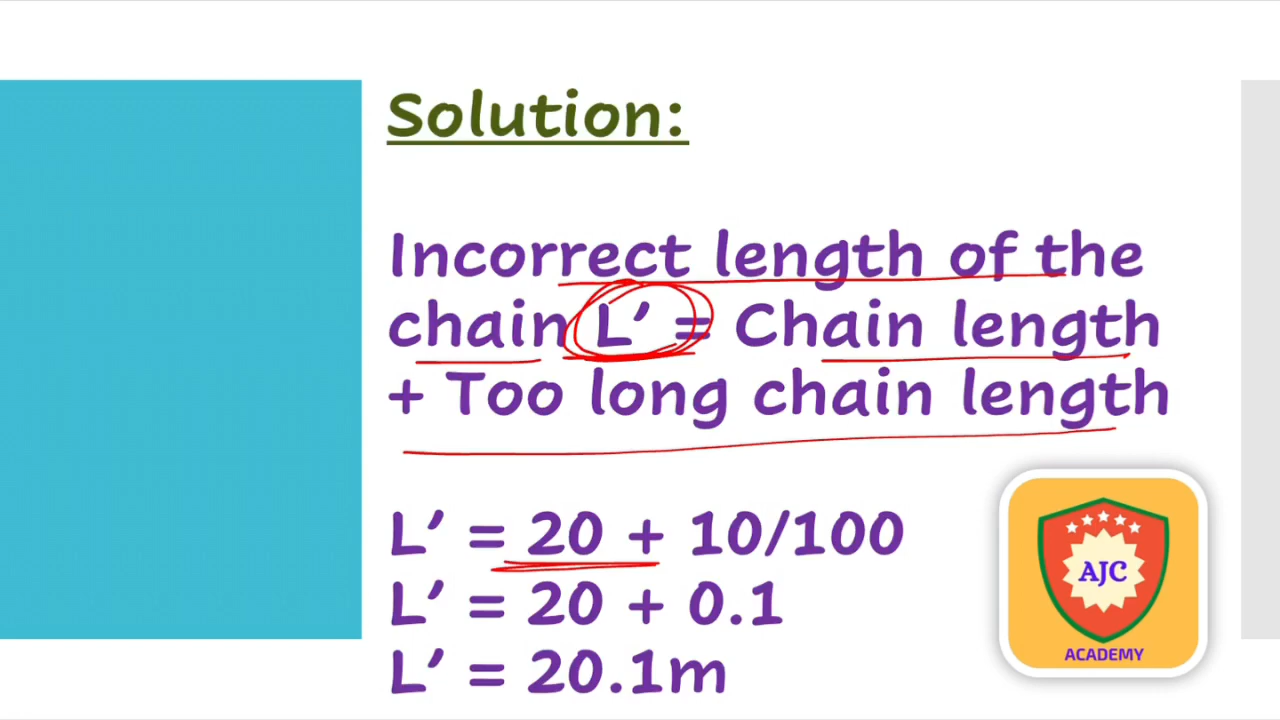 Solution:
Incorrect length of the
chain L′ = Chain length
+ Too long chain length
L′ = 20 + 10/100
L′ = 20 + 0.1
L′ = 20.1m
AJC
ACADEMY